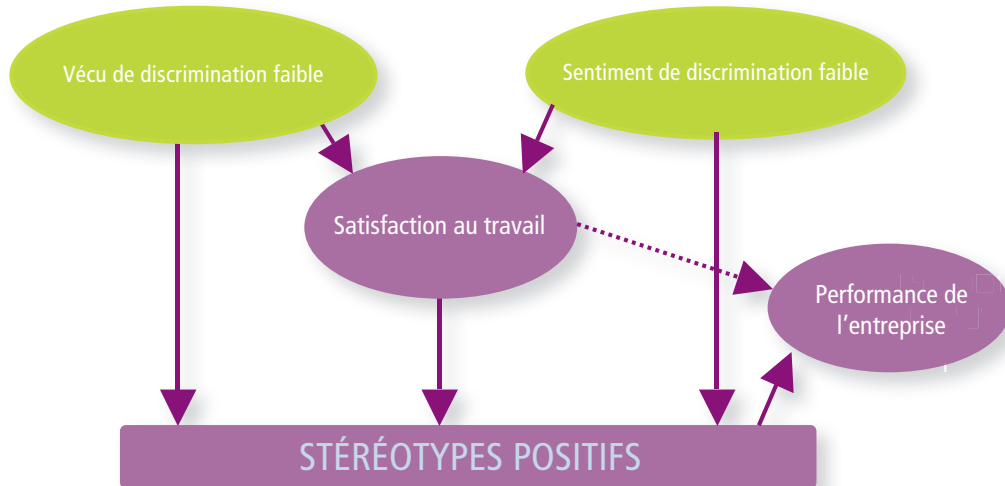 Vécu de discrimination faible
Sentiment de discrimination faible
Satisfaction au travail
Performance de
l'entreprise
STÉRÉOTYPES POSITIFS